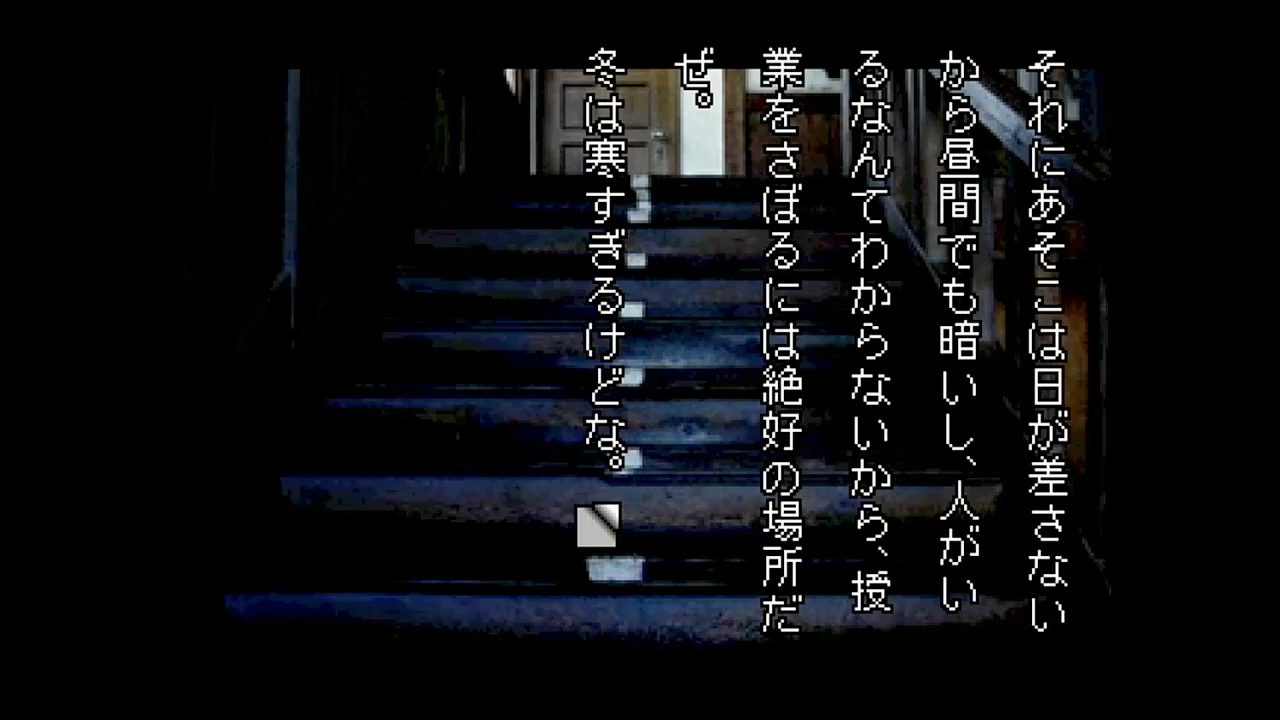 それにあそこは日が差さない
から昼間でも暗いし、人がい
るなんてわからないから、授
業をさぼるには絶好の場所だ
ぜ。
冬は寒すぎるけどな。